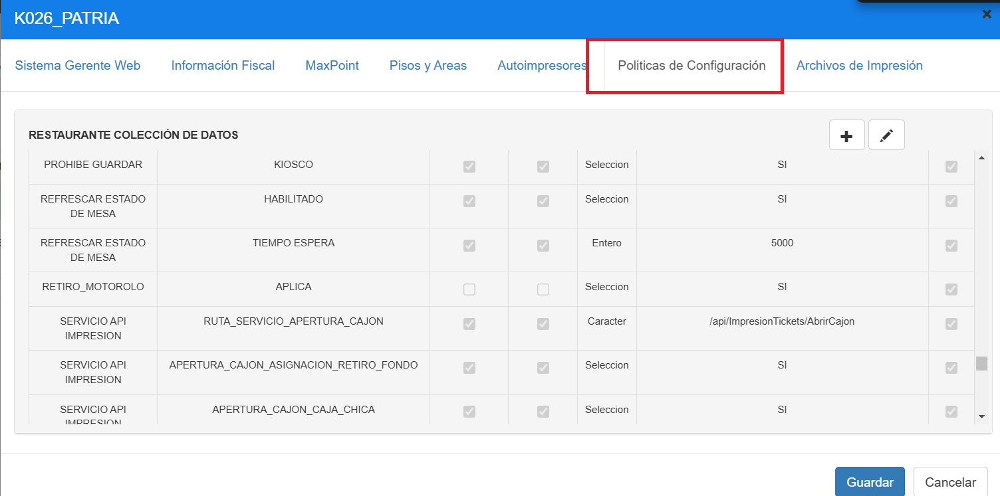 K026_PATRIA
Sistema Gerente Web Información Fiscal MaxPoint Pisos y Areas Autoimpresores Politicas de Configuración Archivos de Impresión
RESTAURANTE COLECCIÓN DE DATOS
PROHIBE GUARDAR KIOSCO Seleccion SI
REFRESCAR ESTADO DE MESA HABILITADO Seleccion SI
REFRESCAR ESTADO DE MESA TIEMPO ESPERA Entero 5000
RETIRO_MOTOROLO APLICA Seleccion SI
SERVICIO API IMPRESION RUTA_SERVICIO_APERTURA_CAJON Caracter /api/ImpresionTickets/AbrirCajon
SERVICIO API IMPRESION APERTURA_CAJON_ASIGNACION_RETIRO_FONDO Seleccion SI
SERVICIO API IMPRESION APERTURA_CAJON_CAJA_CHICA Seleccion SI
Guardar Cancelar